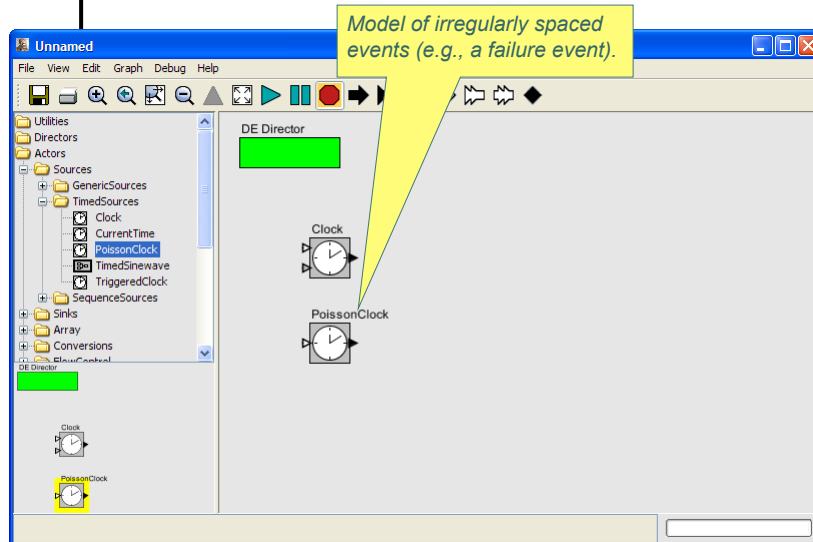 Model of irregularly spaced
events (e.g., a failure event).
Unnamed
File View Edit Graph Debug Help
Utilities
Directors
Actors
Sources
GenericSources
TimedSources
Clock
CurrentTime
PoissonClock
TimedSinewave
TriggeredClock
SequenceSources
Sinks
Array
Conversions
FlowControl
DE Director
Clock
PoissonClock
DE Director
Clock
PoissonClock